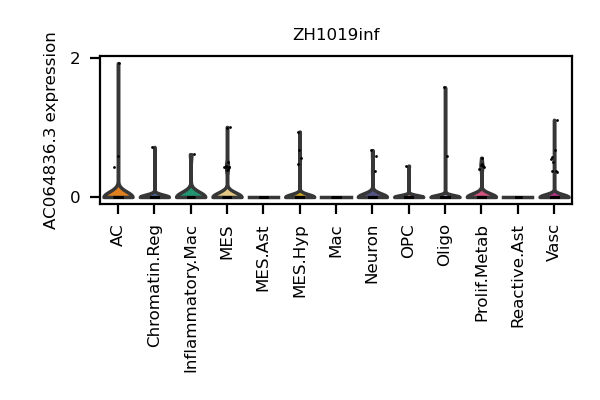 ZH1019inf
AC064836.3 expression
2
0
AC
Chromatin.Reg
Inflammatory.Mac
MES
MES.Ast
MES.Hyp
Mac
Neuron
OPC
Oligo
Prolif.Metab
Reactive.Ast
Vasc